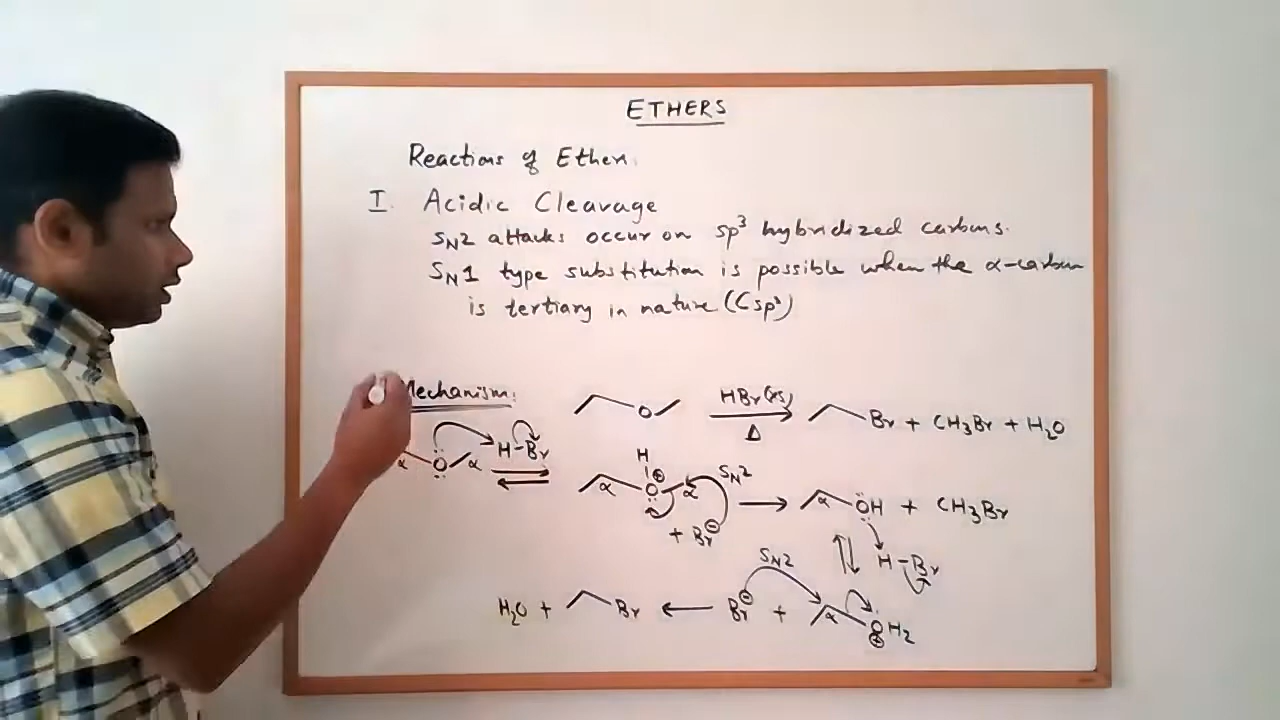 ETHERS
Reactions of Ethers.
I. Acidic Cleavage
SN2 attacks occur on sp³ hybridized carbons.
SN1 type substitution is possible when the α-carbon
is tertiary in nature (Csp³)
Mechanism:
O HBr(xs) Δ Br + CH3Br + H2O
α O α H-Br
H α O ⊕ α SN2 + Br⊖
α ÖH + CH3Br
H-Br
H2O + Br Br⊖ + SN2 α OH2 ⊕